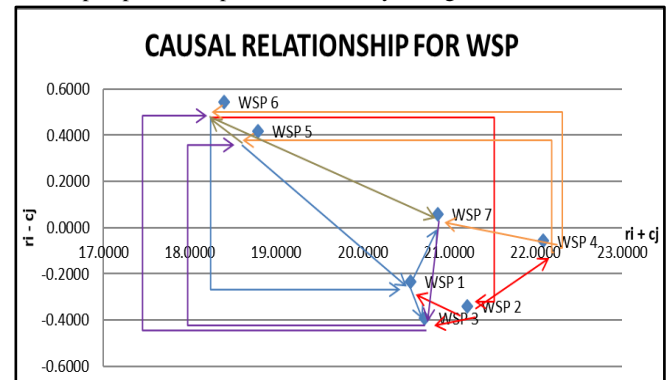 CAUSAL RELATIONSHIP FOR WSP
0.6000
WSP 6
0.4000
WSP 5
0.2000
WSP 7
0.0000
WSP 4
ri + cj
17.0000 18.0000 19.0000 20.0000 21.0000 22.0000 23.0000
ri - cj
-0.2000
WSP 1
WSP 2
-0.4000
WSP 3
-0.6000